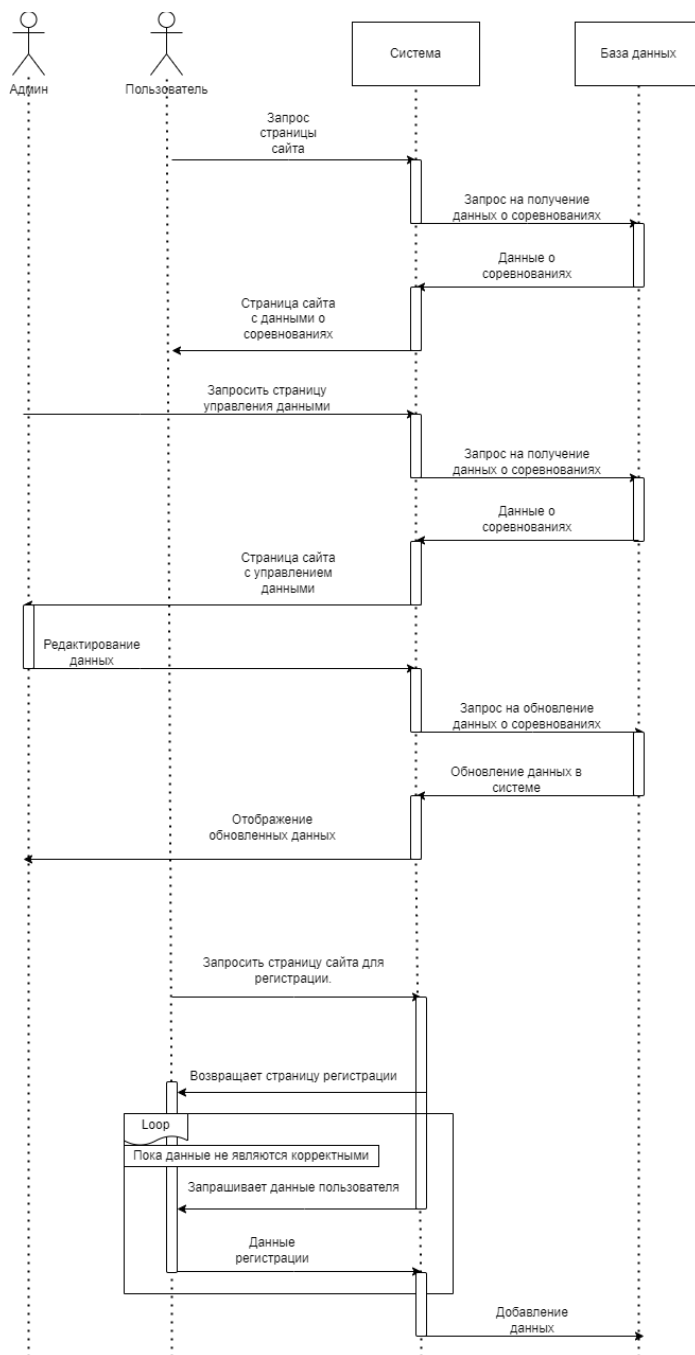 Админ
Пользователь
Система
База данных
Запрос
страницы
сайта
Запрос на получение
данных о соревнованиях
Данные о
соревнованиях
Страница сайта
с данными о
соревнованиях
Запросить страницу
управления данными
Запрос на получение
данных о соревнованиях
Данные о
соревнованиях
Страница сайта
с управлением
данными
Редактирование
данных
Запрос на обновление
данных о соревнованиях
Обновление данных в
системе
Отображение
обновленных данных
Запросить страницу сайта для
регистрации.
Возвращает страницу регистрации
Loop
Пока данные не являются корректными
Запрашивает данные пользователя
Данные
регистрации
Добавление
данных